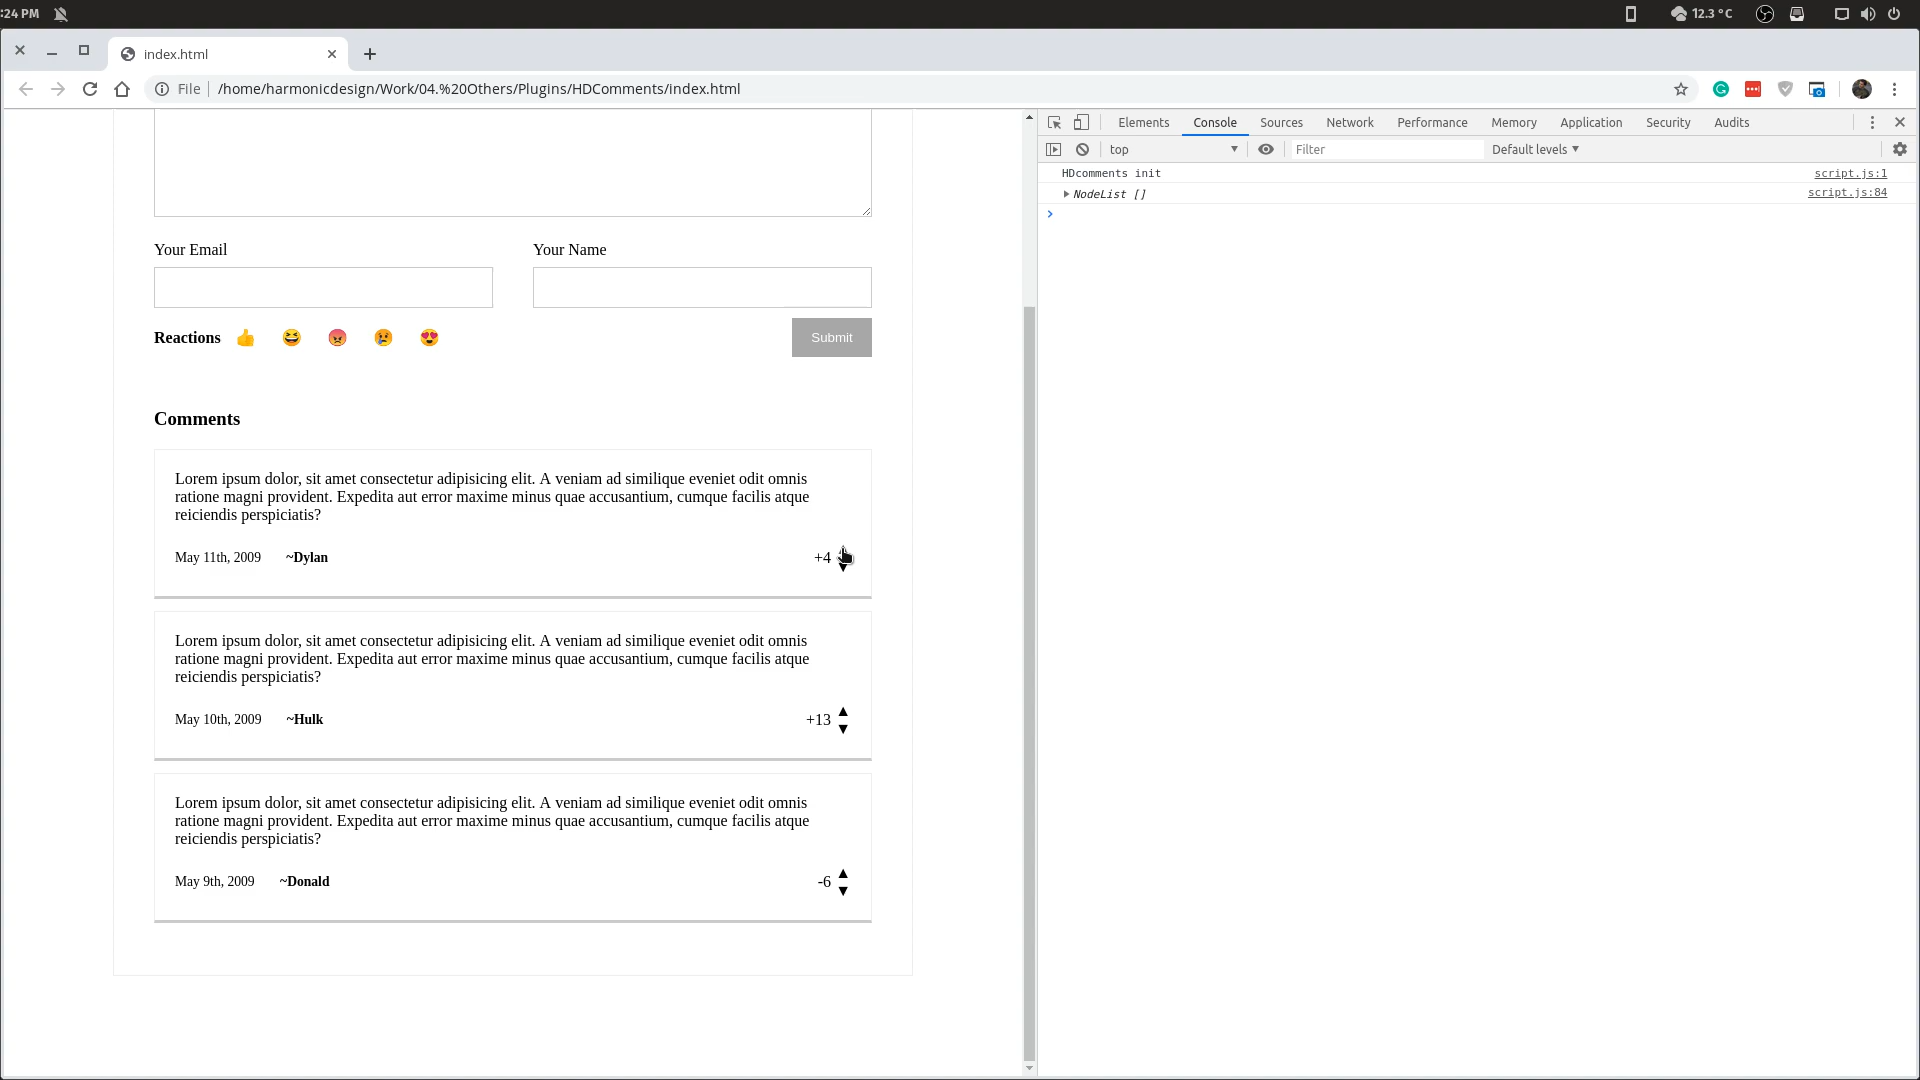 :24 PM
12.3 °C
index.html
File
/home/harmonicdesign/Work/04.%20Others/Plugins/HDComments/index.html
Elements
Console
Sources
Network
Performance
Memory
Application
Security
Audits
top
Filter
Default levels
HDcomments init
script.js:1
NodeList []
script.js:84
Your Email
Your Name
Reactions
Submit
Comments
Lorem ipsum dolor, sit amet consectetur adipisicing elit. A veniam ad similique eveniet odit omnis
ratione magni provident. Expedita aut error maxime minus quae accusantium, cumque facilis atque
reiciendis perspiciatis?
May 11th, 2009 ~Dylan
+4
Lorem ipsum dolor, sit amet consectetur adipisicing elit. A veniam ad similique eveniet odit omnis
ratione magni provident. Expedita aut error maxime minus quae accusantium, cumque facilis atque
reiciendis perspiciatis?
May 10th, 2009 ~Hulk
+13
Lorem ipsum dolor, sit amet consectetur adipisicing elit. A veniam ad similique eveniet odit omnis
ratione magni provident. Expedita aut error maxime minus quae accusantium, cumque facilis atque
reiciendis perspiciatis?
May 9th, 2009 ~Donald
-6